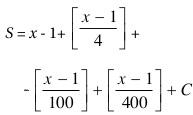 S = x - 1 + [ (x − 1) / 4 ] +
- [ (x − 1) / 100 ] + [ (x − 1) / 400 ] + C